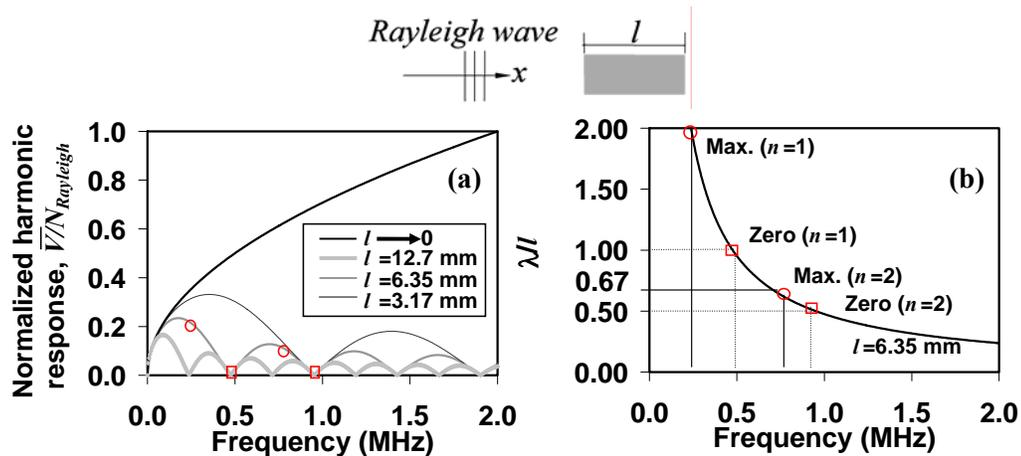 Rayleigh wave
l
x
Normalized harmonic
response, V̅/N_Rayleigh
1.0
0.8
0.6
0.4
0.2
0.0
(a)
l →0
l =12.7 mm
l =6.35 mm
l =3.17 mm
0.0 0.5 1.0 1.5 2.0
Frequency (MHz)
λ/l
2.00
1.50
1.00
0.67
0.50
0.00
(b)
Max. (n=1)
Zero (n=1)
Max. (n=2)
Zero (n=2)
l=6.35 mm
0.0 0.5 1.0 1.5 2.0
Frequency (MHz)